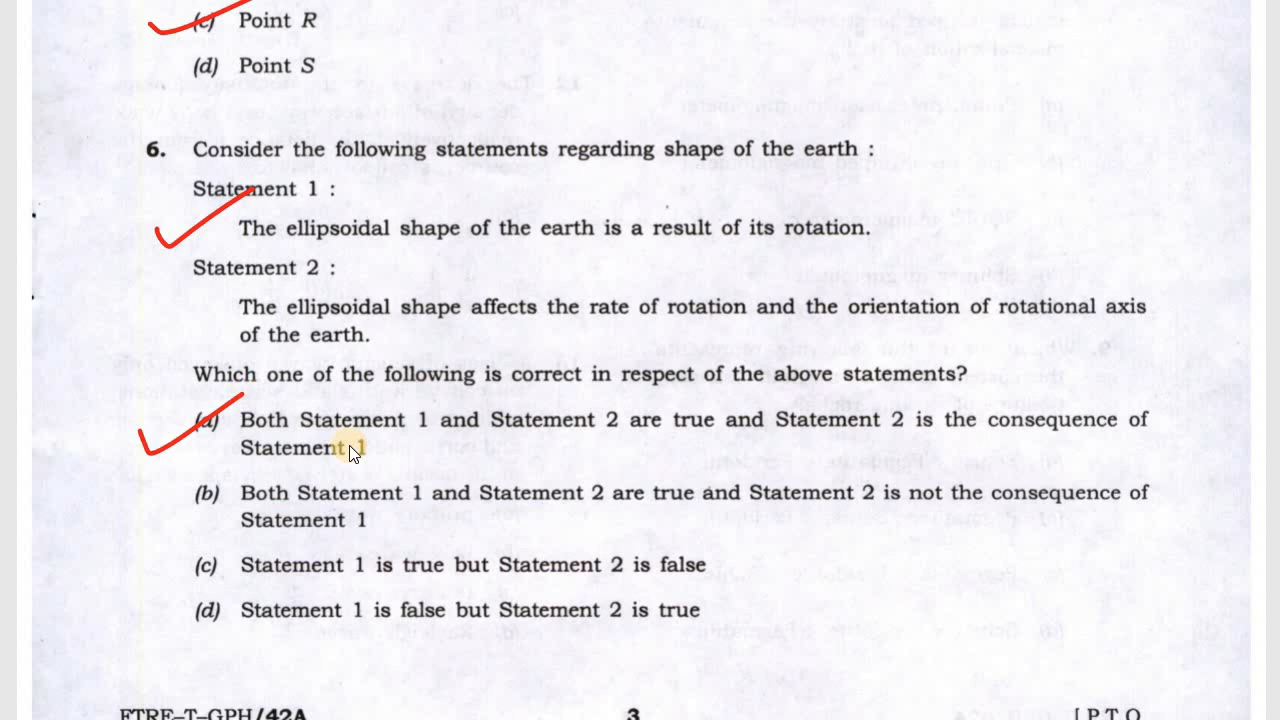 (c) Point R
(d) Point S
6. Consider the following statements regarding shape of the earth :
Statement 1 :
The ellipsoidal shape of the earth is a result of its rotation.
Statement 2 :
The ellipsoidal shape affects the rate of rotation and the orientation of rotational axis
of the earth.
Which one of the following is correct in respect of the above statements?
(a) Both Statement 1 and Statement 2 are true and Statement 2 is the consequence of
Statement 1
(b) Both Statement 1 and Statement 2 are true and Statement 2 is not the consequence of
Statement 1
(c) Statement 1 is true but Statement 2 is false
(d) Statement 1 is false but Statement 2 is true
FTRE–T–GPH/42A 3 [ P.T.O.